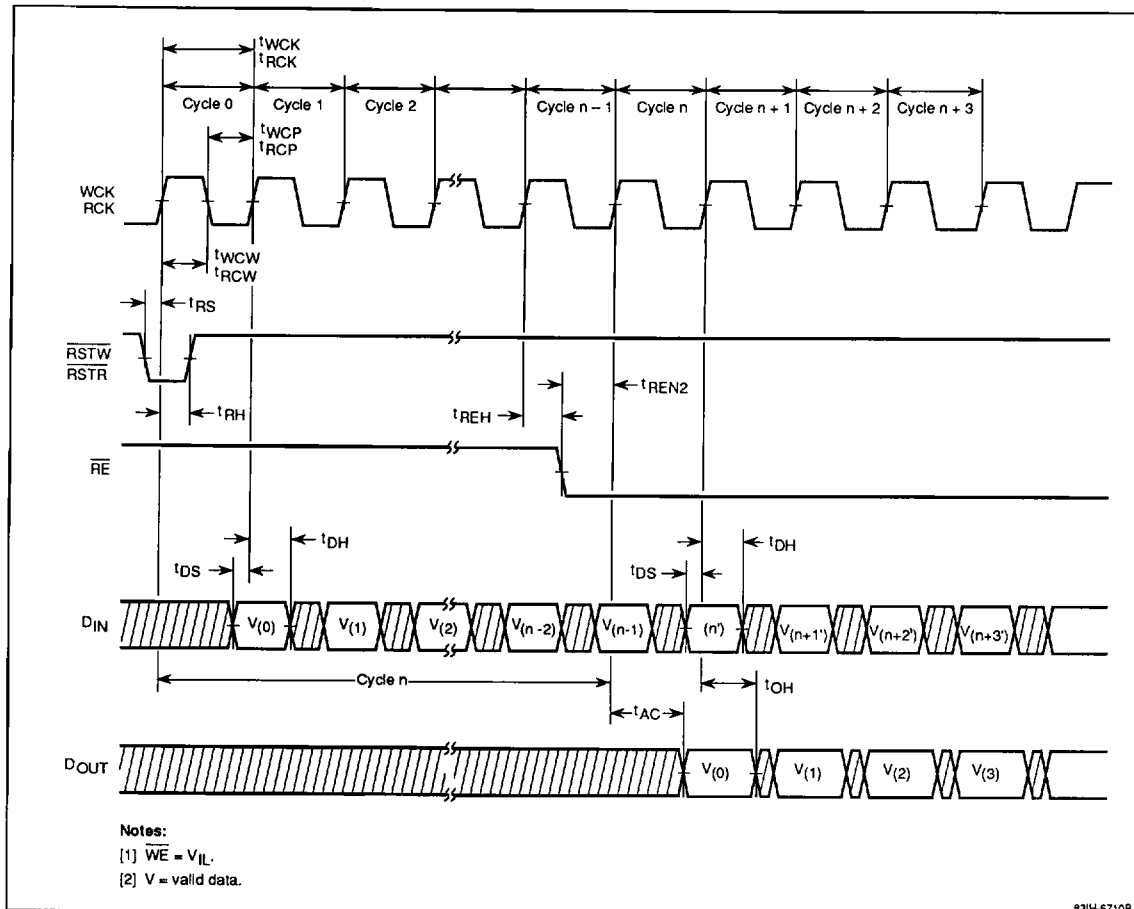 tWCK
tRCK
Cycle 0 Cycle 1 Cycle 2 Cycle n – 1 Cycle n Cycle n + 1 Cycle n + 2 Cycle n + 3
tWCP
tRCP
WCK
RCK
tWCW
tRCW
tRS
RSTW
RSTR
tREN2
tRH
tREH
RE
tDH
tDH
tDS
tDS
DIN
V(0) V(1) V(2) V(n-2) V(n-1) (n') V(n+1') V(n+2') V(n+3')
Cycle n
tOH
tAC
DOUT
V(0) V(1) V(2) V(3)
Notes:
[1] WE = VIL.
[2] V = valid data.
83IH-6710B